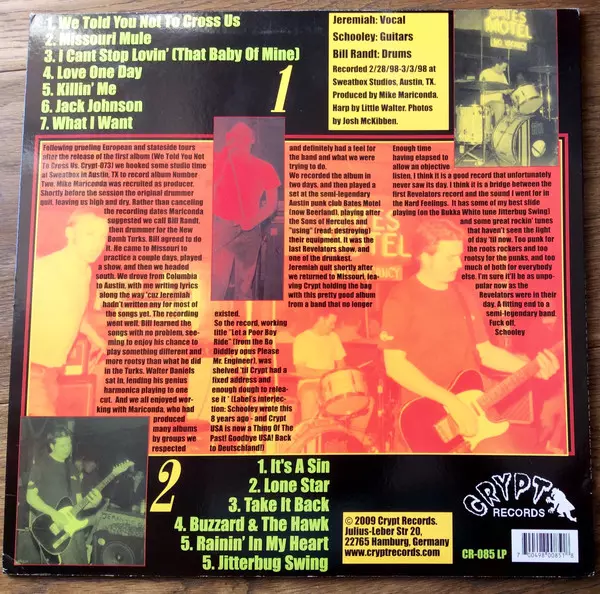 1. We Told You Not To Cross Us
2. Missouri Mule
3. I Cant Stop Lovin' (That Baby Of Mine)
4. Love One Day
5. Killin' Me
6. Jack Johnson
7. What I Want
1
Jeremiah: Vocal
Schooley: Guitars
Bill Randt: Drums
Recorded 2/28/98-3/3/98 at
Sweatbox Studios, Austin, TX.
Produced by Mike Mariconda.
Harp by Little Walter. Photos
by Josh McKibben.
BATES
MOTEL
NO VACANCY
Following grueling European and stateside tours
after the release of the first album (We Told You Not
To Cross Us, Crypt-073) we hooked some studio time
at Sweatbox in Austin, TX to record album Number
Two. Mike Mariconda was recruited as producer.
Shortly before the session the original drummer
quit, leaving us high and dry. Rather than canceling
the recording dates Mariconda
suggested we call Bill Randt,
then drummer for the New
Bomb Turks. Bill agreed to do
it. He came to Missouri to
practice a couple days, played
a show, and then we headed
south. We drove from Columbia
to Austin, with me writing lyrics
along the way 'cuz Jeremiah
hadn't written any for most of
the songs yet. The recording
went well, Bill learned the
songs with no problem, see-
ming to enjoy his chance to
play something different and
more rootsy than what he did
in the Turks. Walter Daniels
sat in, lending his genius
harmonica playing to one
cut. And we all enjoyed wor-
king with Mariconda, who had
produced
many albums
by groups we
respected
and definitely had a feel for
the band and what we were
trying to do.
We recorded the album in
two days, and then played a
set at the semi-legendary
Austin punk club Bates Motel
(now Beerland), playing after
the Sons of Hercules and
"using" (read: destroying)
their equipment. It was the
last Revelators show, and
one of the drunkest.
Jeremiah quit shortly after
we returned to Missouri, lea-
ving Crypt holding the bag
with this pretty good album
from a band that no longer
existed.
So the record, working
title "Let a Poor Boy
Ride" (from the Bo
Diddley opus Please
Mr. Engineer), was
shelved 'til Crypt had a
fixed address and
enough dough to relea-
se it ' (Label's interjec-
tion: Schooley wrote this
8 years ago - and Crypt
USA is now a Thing Of The
Past! Goodbye USA! Back
to Deutschland!)
Enough time
having elapsed to
allow an objective
listen, I think it is a good record that unfortunately
never saw its day. I think it is a bridge between the
first Revelators record and the sound I went for in
the Hard Feelings. It has some of my best slide
playing (on the Bukka White tune Jitterbug Swing)
and some great rockin' tunes
that haven't seen the light
of day 'til now. Too punk for
the roots rockers and too
rootsy for the punks, and too
much of both for everybody
else, I'm sure it'll be as unpo-
pular now as the
Revelators were in their
day. A fitting end to a
semi-legendary band.
Fuck off,
Schooley
2
1. It's A Sin
2. Lone Star
3. Take It Back
4. Buzzard & The Hawk
5. Rainin' In My Heart
5. Jitterbug Swing
© 2009 Crypt Records.
Julius-Leber Str 20,
22765 Hamburg, Germany
www.cryptrecords.com
CRYPT
RECORDS
CR-085 LP
7 00498 00851 8